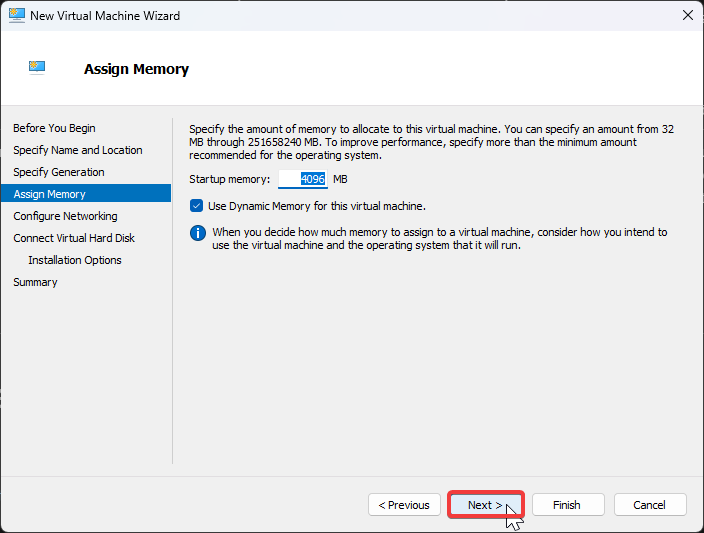 New Virtual Machine Wizard
Assign Memory
Before You Begin
Specify Name and Location
Specify Generation
Assign Memory
Configure Networking
Connect Virtual Hard Disk
Installation Options
Summary
Specify the amount of memory to allocate to this virtual machine. You can specify an amount from 32
MB through 251658240 MB. To improve performance, specify more than the minimum amount
recommended for the operating system.
Startup memory: 4096 MB
Use Dynamic Memory for this virtual machine.
When you decide how much memory to assign to a virtual machine, consider how you intend to
use the virtual machine and the operating system that it will run.
< Previous Next > Finish Cancel